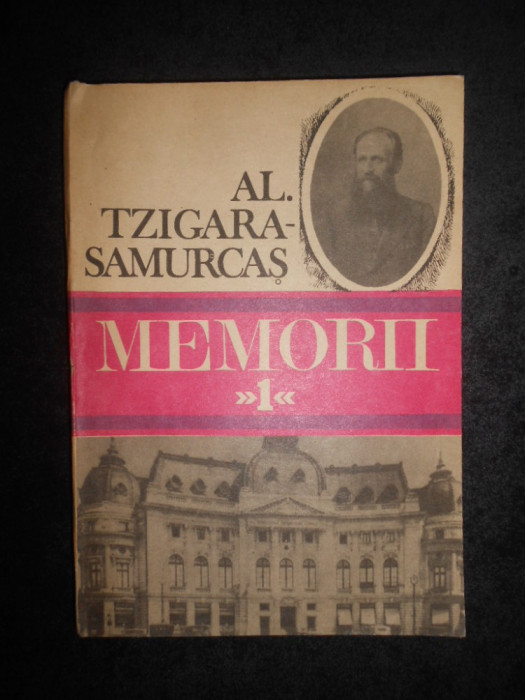 AL.
TZIGARA-
SAMURCAȘ
MEMORII
»1«